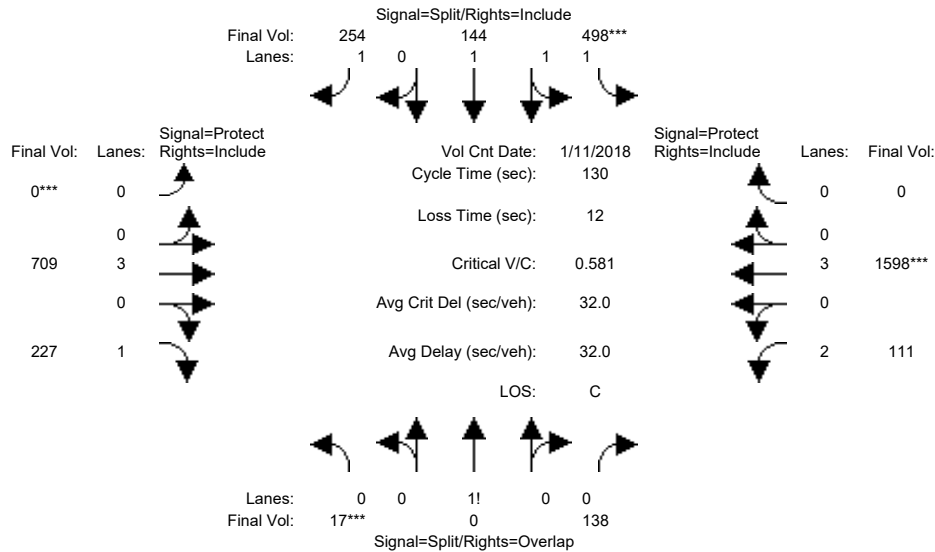 Signal=Split/Rights=Include
Final Vol: 254 144 498***
Lanes: 1 0 1 1 1
Signal=Protect
Final Vol: Lanes: Rights=Include
Vol Cnt Date: 1/11/2018
Signal=Protect
Rights=Include Lanes: Final Vol:
Cycle Time (sec): 130
0*** 0
0 0
Loss Time (sec): 12
0
0
709 3
Critical V/C: 0.581
3 1598***
0
Avg Crit Del (sec/veh): 32.0
0
227 1
Avg Delay (sec/veh): 32.0
2 111
LOS: C
Lanes: 0 0 1! 0 0
Final Vol: 17*** 0 138
Signal=Split/Rights=Overlap